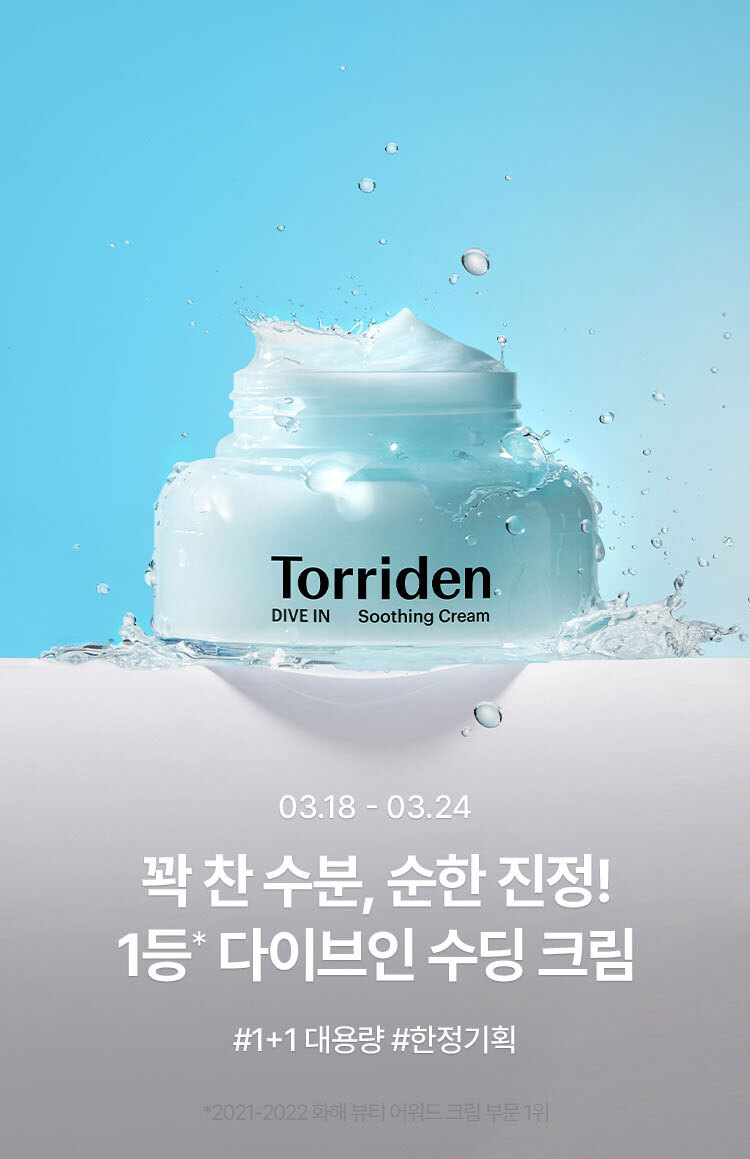 Torriden
DIVE IN Soothing Cream
03.18 - 03.24
꽉 찬 수분, 순한 진정!
1등* 다이브인 수딩 크림
#1+1 대용량 #한정기획
*2021-2022 화해 뷰티 어워드 크림 부문 1위